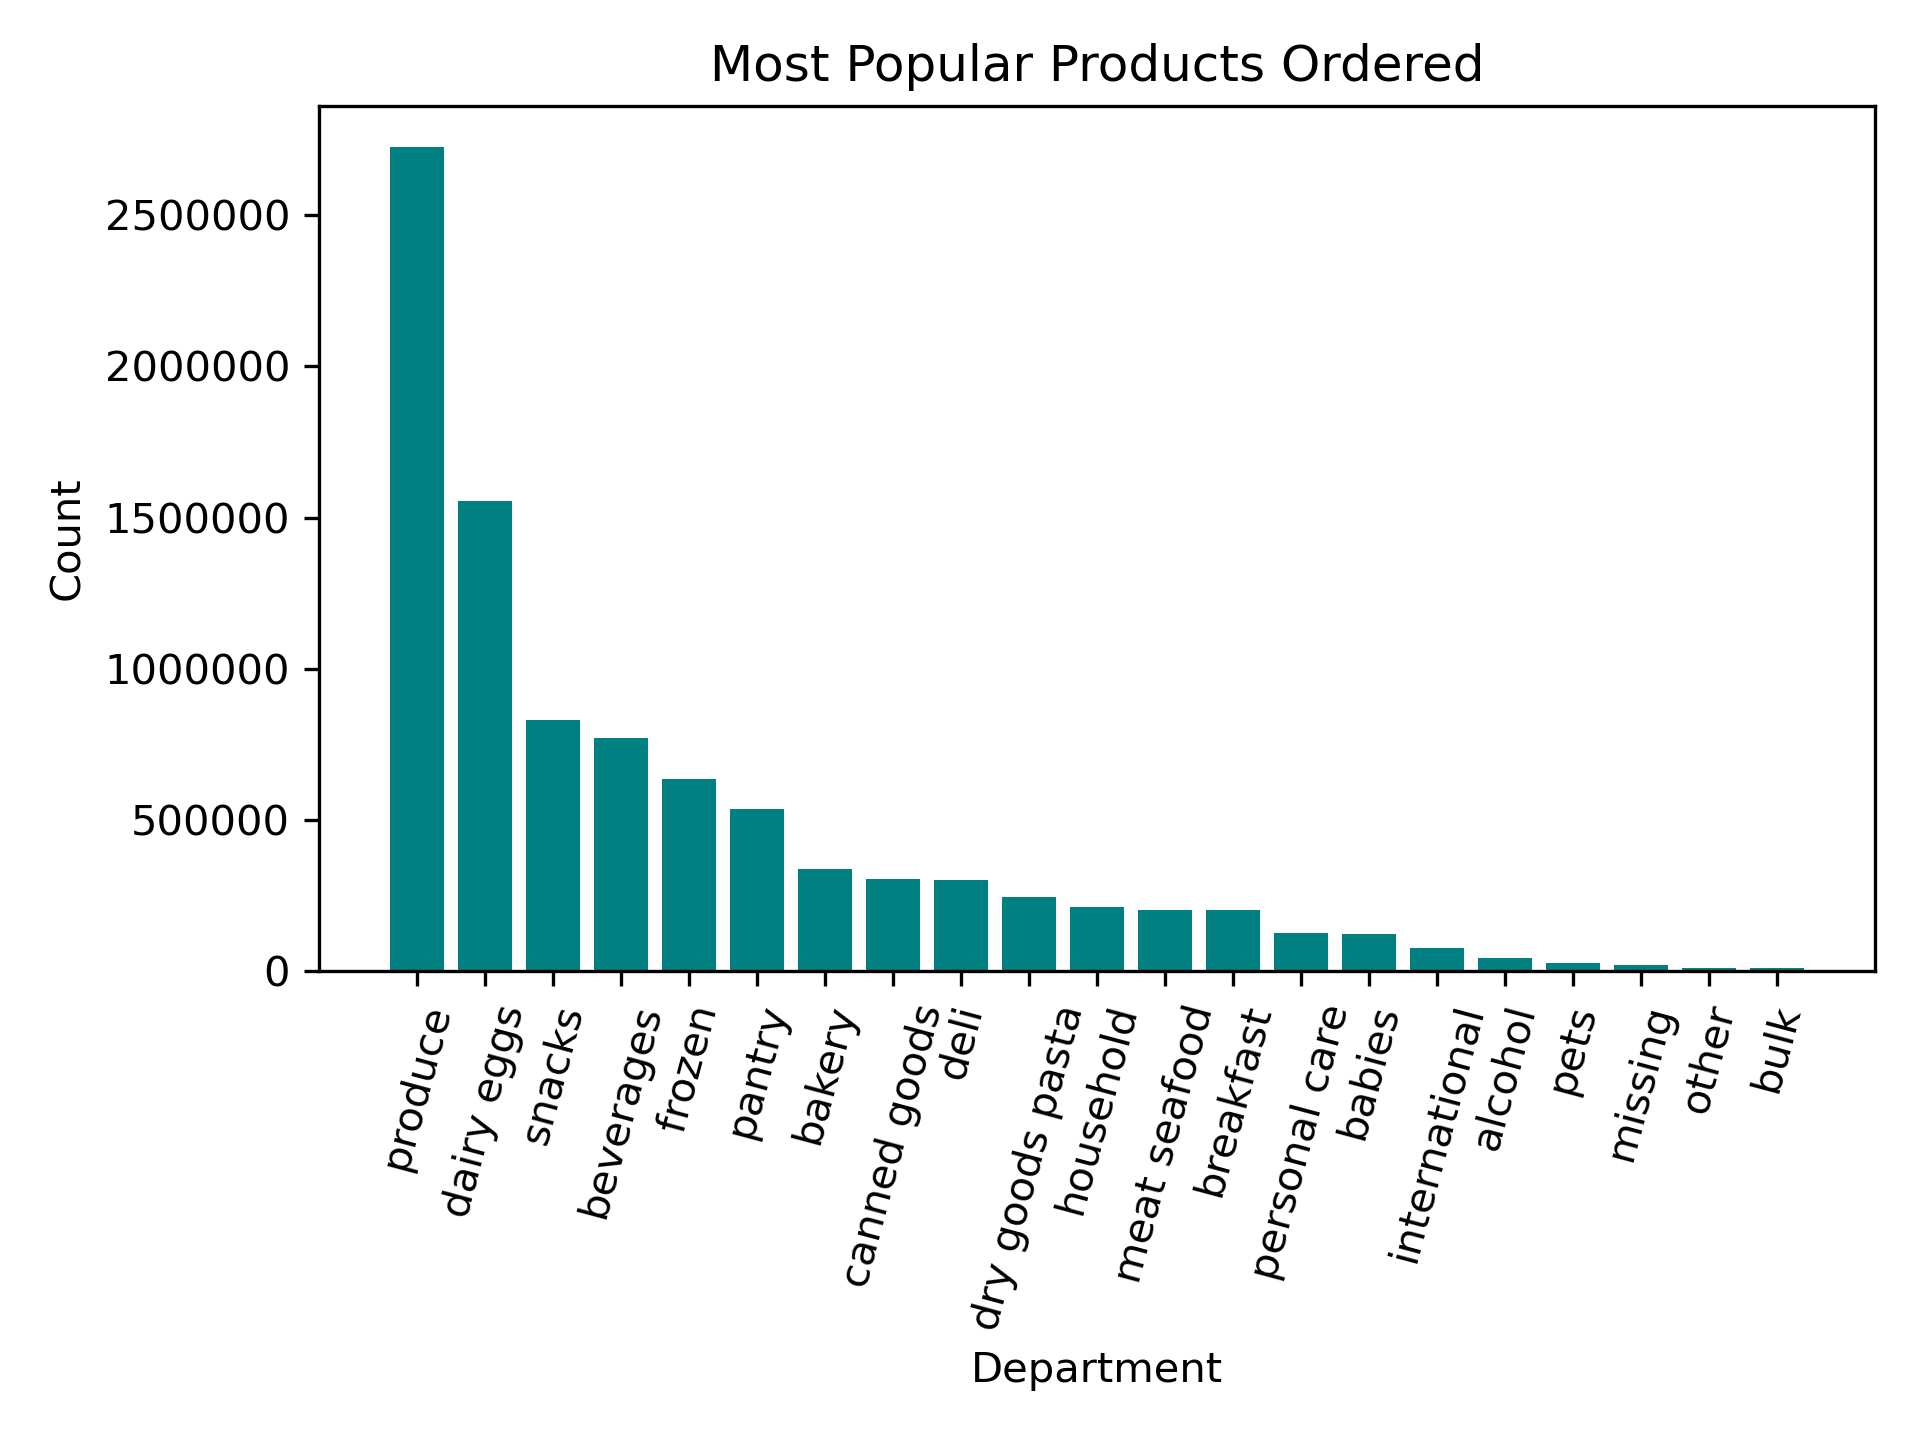 Most Popular Products Ordered
Count
2500000
2000000
1500000
1000000
500000
0
produce
dairy eggs
snacks
beverages
frozen
pantry
bakery
canned goods
deli
dry goods pasta
household
meat seafood
breakfast
personal care
babies
international
alcohol
pets
missing
other
bulk
Department